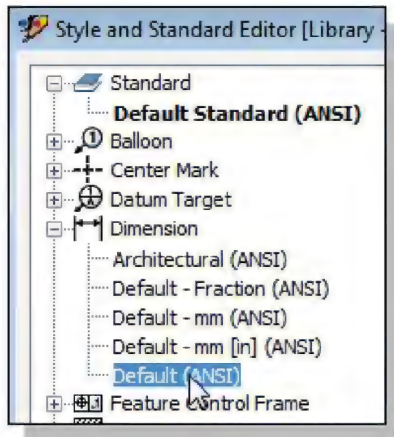 Style and Standard Editor [Library -
Standard
Default Standard (ANSI)
Balloon
Center Mark
Datum Target
Dimension
Architectural (ANSI)
Default - Fraction (ANSI)
Default - mm (ANSI)
Default - mm [in] (ANSI)
Default (ANSI)
Feature Control Frame